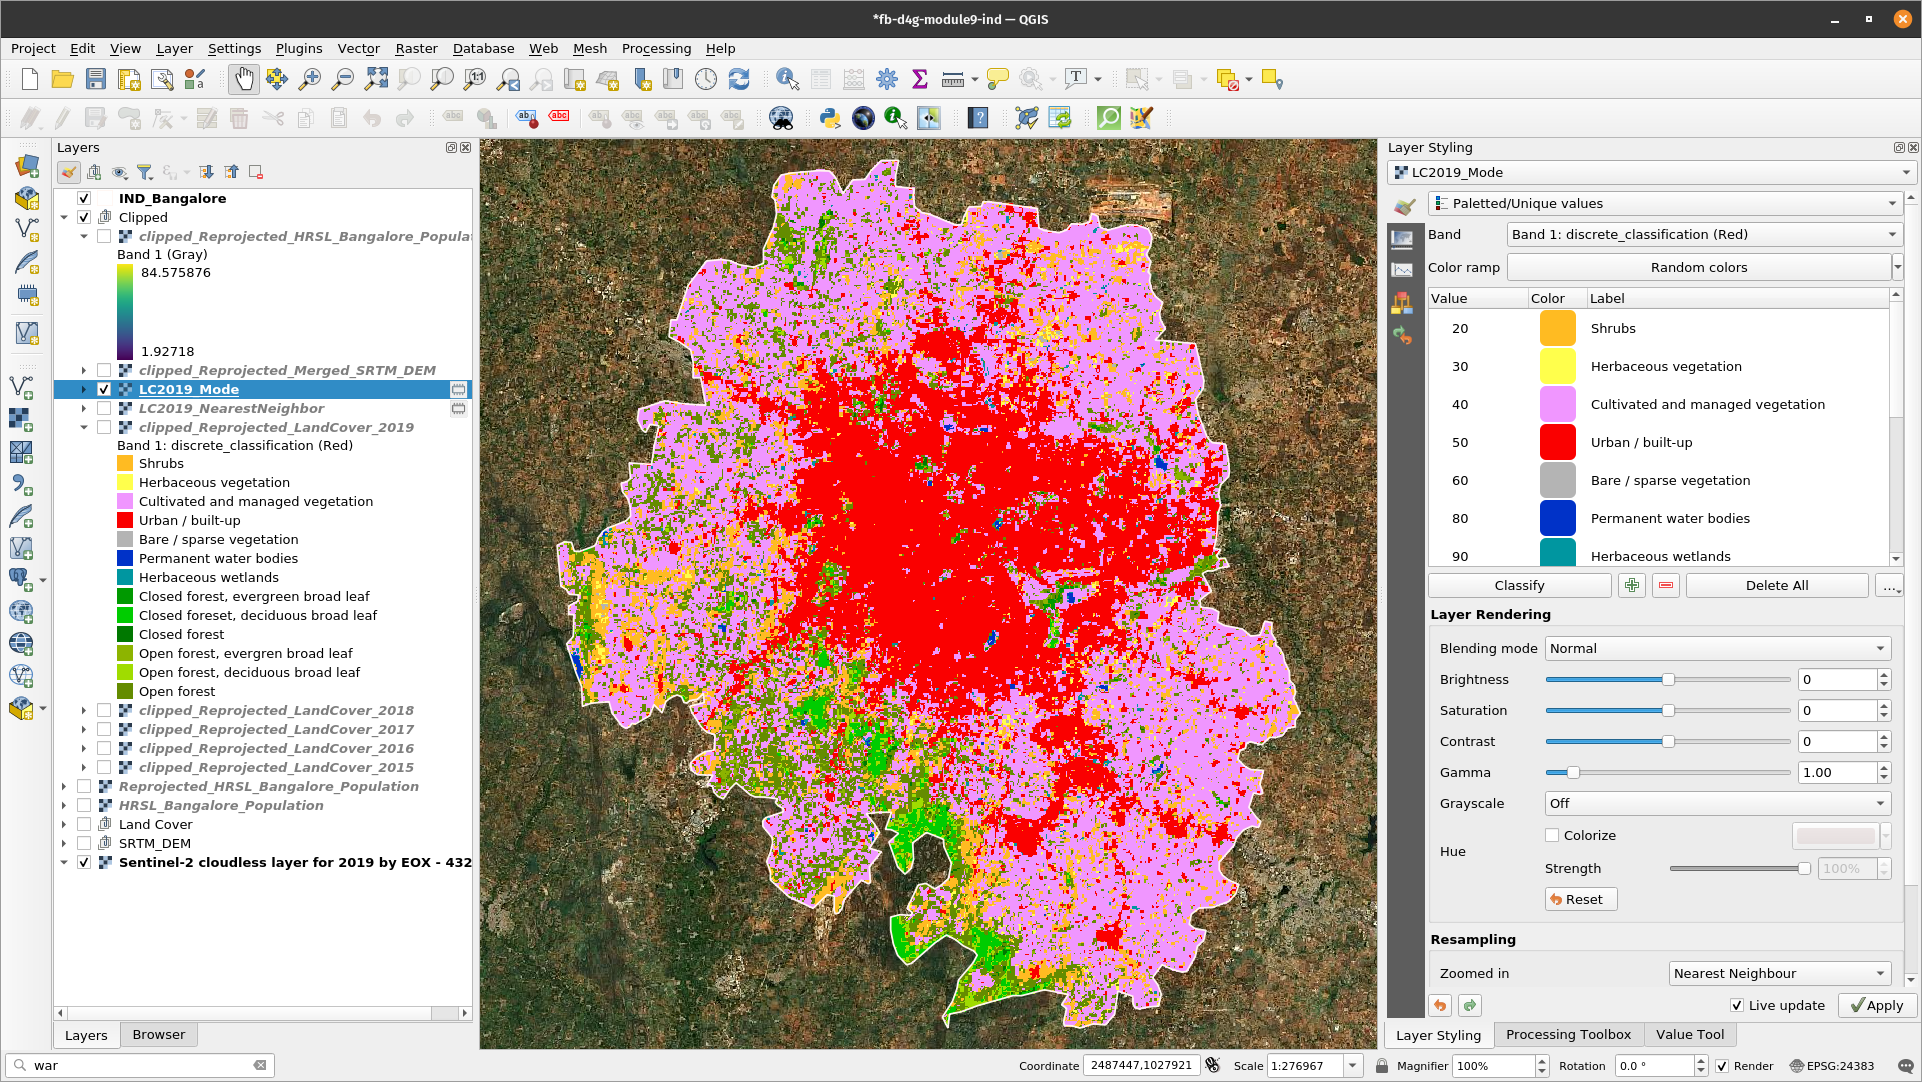 *fb-d4g-module9-ind — QGIS
Project Edit View Layer Settings Plugins Vector Raster Database Web Mesh Processing Help
Layers
IND_Bangalore
Clipped
clipped_Reprojected_HRSL_Bangalore_Populat
Band 1 (Gray)
84.575876
1.92718
clipped_Reprojected_Merged_SRTM_DEM
LC2019_Mode
LC2019_NearestNeighbor
clipped_Reprojected_LandCover_2019
Band 1: discrete_classification (Red)
Shrubs
Herbaceous vegetation
Cultivated and managed vegetation
Urban / built-up
Bare / sparse vegetation
Permanent water bodies
Herbaceous wetlands
Closed forest, evergreen broad leaf
Closed foreset, deciduous broad leaf
Closed forest
Open forest, evergren broad leaf
Open forest, deciduous broad leaf
Open forest
clipped_Reprojected_LandCover_2018
clipped_Reprojected_LandCover_2017
clipped_Reprojected_LandCover_2016
clipped_Reprojected_LandCover_2015
Reprojected_HRSL_Bangalore_Population
HRSL_Bangalore_Population
Land Cover
SRTM_DEM
Sentinel-2 cloudless layer for 2019 by EOX - 432
Layers Browser
Layer Styling
LC2019_Mode
Paletted/Unique values
Band Band 1: discrete_classification (Red)
Color ramp Random colors
Value Color Label
20 Shrubs
30 Herbaceous vegetation
40 Cultivated and managed vegetation
50 Urban / built-up
60 Bare / sparse vegetation
80 Permanent water bodies
90 Herbaceous wetlands
Classify Delete All ...
Layer Rendering
Blending mode Normal
Brightness 0
Saturation 0
Contrast 0
Gamma 1.00
Grayscale Off
Colorize
Hue
Strength 100%
Reset
Resampling
Zoomed in Nearest Neighbour
Live update Apply
Layer Styling Processing Toolbox Value Tool
war Coordinate 2487447,1027921 Scale 1:276967 Magnifier 100% Rotation 0.0 ° Render EPSG:24383